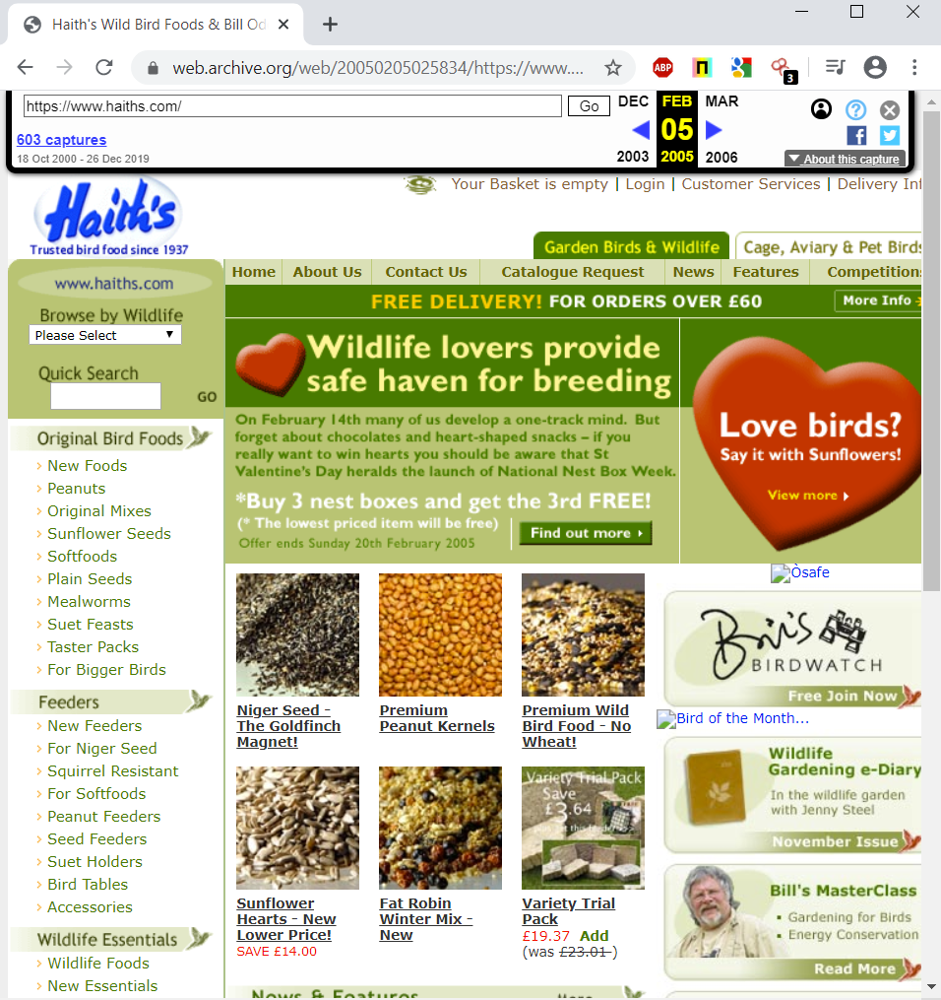 Haith's Wild Bird Foods & Bill Od
web.archive.org/web/20050205025834/https://www....
ABP
3
https://www.haiths.com/
Go
DEC
FEB
MAR
603 captures
05
18 Oct 2000 - 26 Dec 2019
2003
2005
2006
About this capture
Haith's
Trusted bird food since 1937
Your Basket is empty | Login | Customer Services | Delivery Inf
Garden Birds & Wildlife
Cage, Aviary & Pet Birds
www.haiths.com
Home
About Us
Contact Us
Catalogue Request
News
Features
Competitions
Browse by Wildlife
Please Select
Quick Search
GO
FREE DELIVERY! FOR ORDERS OVER £60
More Info
Wildlife lovers provide
safe haven for breeding
On February 14th many of us develop a one-track mind. But
forget about chocolates and heart-shaped snacks – if you
really want to win hearts you should be aware that St
Valentine's Day heralds the launch of National Nest Box Week.
*Buy 3 nest boxes and get the 3rd FREE!
(* The lowest priced item will be free)
Offer ends Sunday 20th February 2005
Find out more
Love birds?
Say it with Sunflowers!
View more
Original Bird Foods
New Foods
Peanuts
Original Mixes
Sunflower Seeds
Softfoods
Plain Seeds
Mealworms
Suet Feasts
Taster Packs
For Bigger Birds
Feeders
New Feeders
For Niger Seed
Squirrel Resistant
For Softfoods
Peanut Feeders
Seed Feeders
Suet Holders
Bird Tables
Accessories
Wildlife Essentials
Wildlife Foods
New Essentials
Niger Seed -
The Goldfinch
Magnet!
Premium
Peanut Kernels
Premium Wild
Bird Food - No
Wheat!
Sunflower
Hearts - New
Lower Price!
SAVE £14.00
Fat Robin
Winter Mix -
New
Variety Trial Pack
Save
£3.64
Variety Trial
Pack
£19.37 Add
(was £23.01 )
News & Features
More
Òsafe
Bill's
BIRDWATCH
Free Join Now
Bird of the Month...
Wildlife
Gardening e-Diary
In the wildlife garden
with Jenny Steel
November Issue
Bill's MasterClass
Gardening for Birds
Energy Conservation
Read More